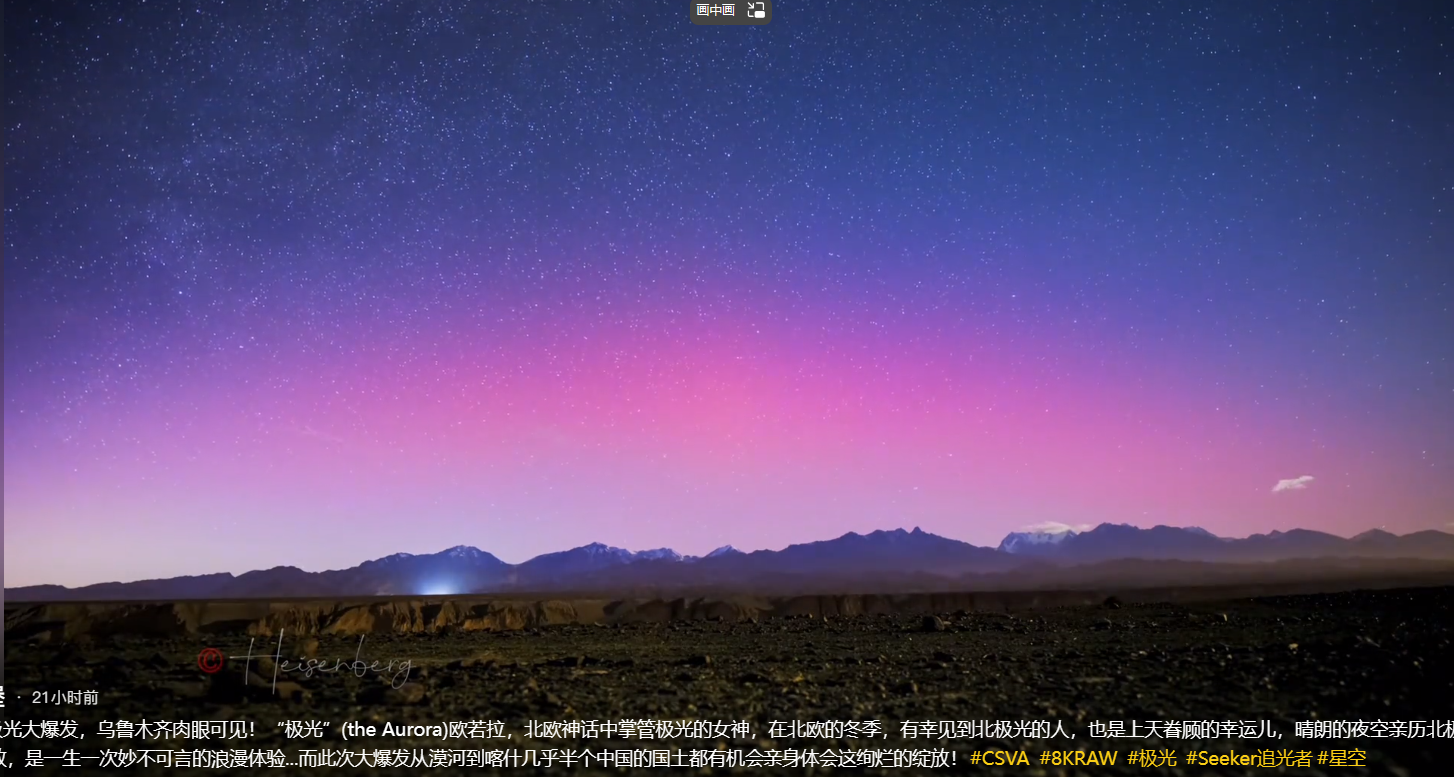 画中画
© Heisenberg
· 21小时前
光大爆发，乌鲁木齐肉眼可见！“极光”(the Aurora)欧若拉，北欧神话中掌管极光的女神，在北欧的冬季，有幸见到北极光的人，也是上天眷顾的幸运儿，晴朗的夜空亲历北
，是一生一次妙不可言的浪漫体验...而此次大爆发从漠河到喀什几乎半个中国的国土都有机会亲身体会这绚烂的绽放！#CSVA #8KRAW #极光 #Seeker追光者 #星空